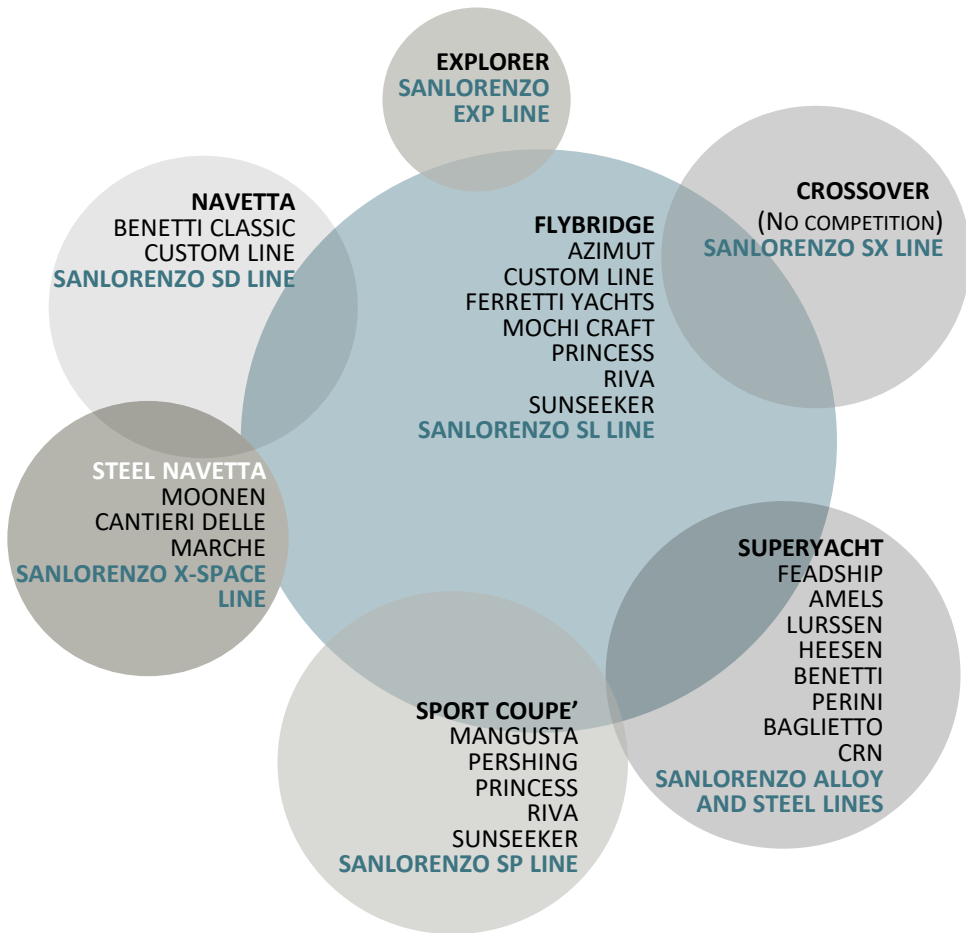 EXPLORER
SANLORENZO
EXP LINE
NAVETTA
BENETTI CLASSIC
CUSTOM LINE
SANLORENZO SD LINE
FLYBRIDGE
AZIMUT
CUSTOM LINE
FERRETTI YACHTS
MOCHI CRAFT
PRINCESS
RIVA
SUNSEEKER
SANLORENZO SL LINE
CROSSOVER
(NO COMPETITION)
SANLORENZO SX LINE
STEEL NAVETTA
MOONEN
CANTIERI DELLE
MARCHE
SANLORENZO X-SPACE
LINE
SUPERYACHT
FEADSHIP
AMELS
LURSSEN
HEESEN
BENETTI
PERINI
BAGLIETTO
CRN
SANLORENZO ALLOY
AND STEEL LINES
SPORT COUPE’
MANGUSTA
PERSHING
PRINCESS
RIVA
SUNSEEKER
SANLORENZO SP LINE